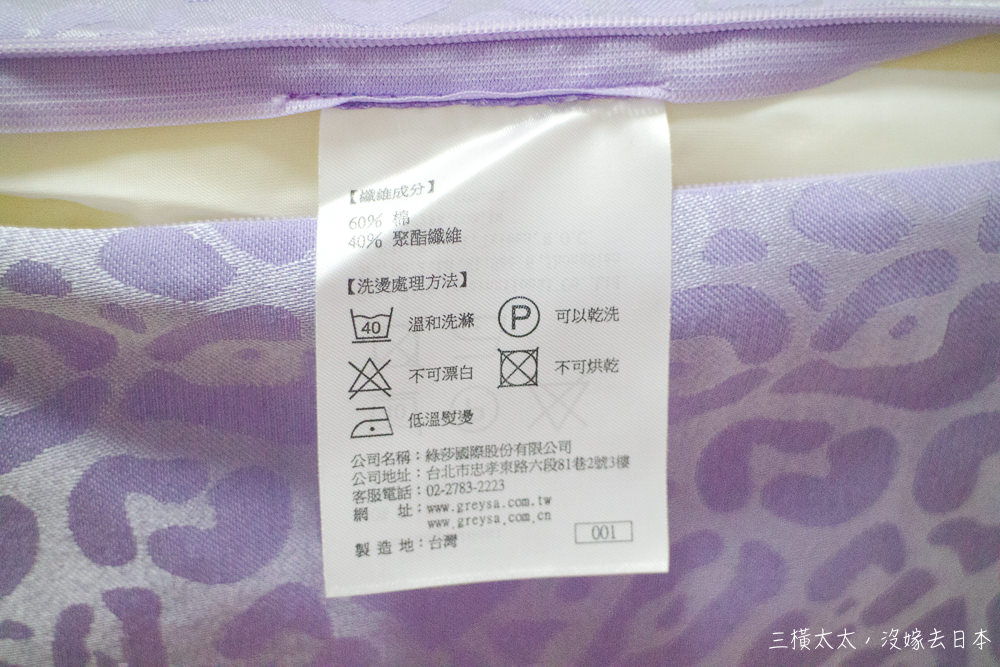 【纖維成分】
60% 棉
40% 聚酯纖維
【洗燙處理方法】
40 溫和洗滌
P 可以乾洗
不可漂白
不可烘乾
低溫熨燙
公司名稱：綠莎國際股份有限公司
公司地址：台北市忠孝東路六段81巷2號3樓
客服電話：02-2783-2223
網 址：www.greysa.com.tw
www.greysa.com.cn
製 造 地：台灣
001
三橫太太，沒嫁去日本